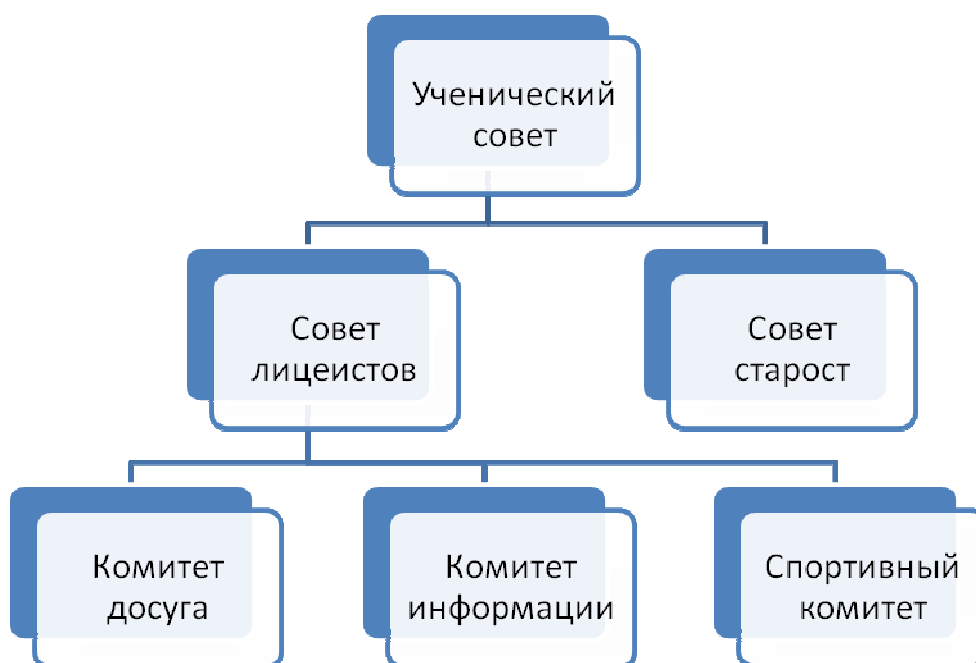 Ученический
совет
Совет
лицеистов
Совет
старост
Комитет
досуга
Комитет
информации
Спортивный
комитет